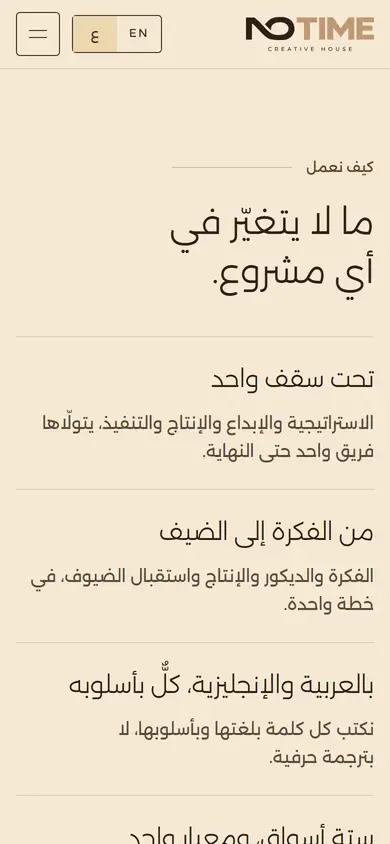 NOTIME
CREATIVE HOUSE
EN
ع
كيف نعمل
ما لا يتغيّر في
أي مشروع.
تحت سقف واحد
الاستراتيجية والإبداع والإنتاج والتنفيذ، يتولّاها
فريق واحد حتى النهاية.
من الفكرة إلى الضيف
الفكرة والديكور والإنتاج واستقبال الضيوف، في
خطة واحدة.
بالعربية والإنجليزية، كلٌّ بأسلوبه
نكتب كل كلمة بلغتها وبأسلوبها، لا
بترجمة حرفية.
ستة أسواق، ومعيار واحد